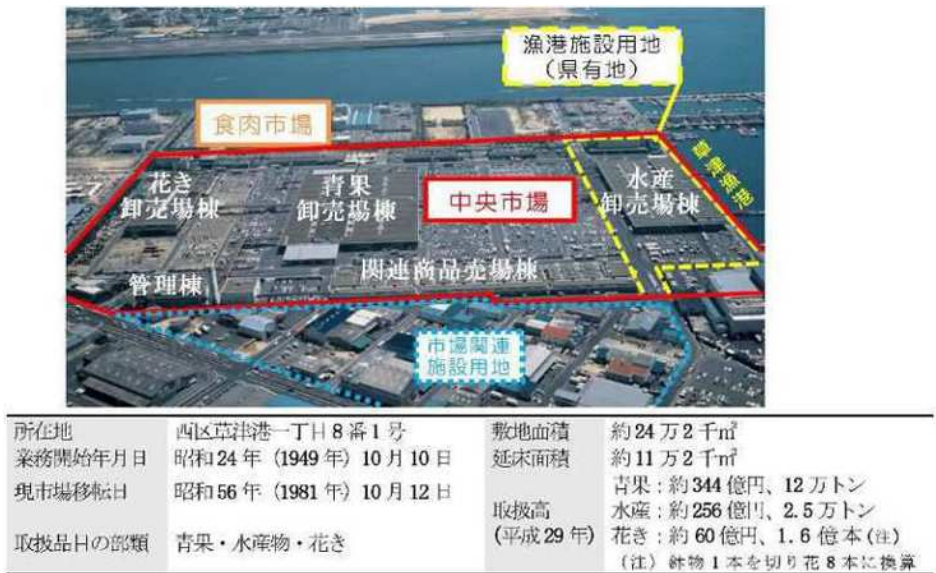 漁港施設用地
（県有地）
食肉市場
草津漁港
花き
卸売場棟
青果
卸売場棟
中央市場
水産
卸売場棟
関連商品売場棟
管理棟
市場関連
施設用地
所在地 西区草津港一丁目8番1号
業務開始年月日 昭和24年（1949年）10月10日
現市場移転日 昭和56年（1981年）10月12日
取扱品目の部類 青果・水産物・花き
敷地面積 約24万2千㎡
延床面積 約11万2千㎡
取扱高
(平成29年)
青果：約344億円、12万トン
水産：約256億円、2.5万トン
花き：約60億円、1.6億本(注)
（注）鉢物1本を切り花8本に換算